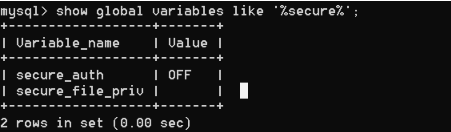 mysql> show global variables like '%secure%';
+------------------+-------+
| Variable_name    | Value |
+------------------+-------+
| secure_auth      | OFF   |
| secure_file_priv |       |
+------------------+-------+
2 rows in set (0.00 sec)